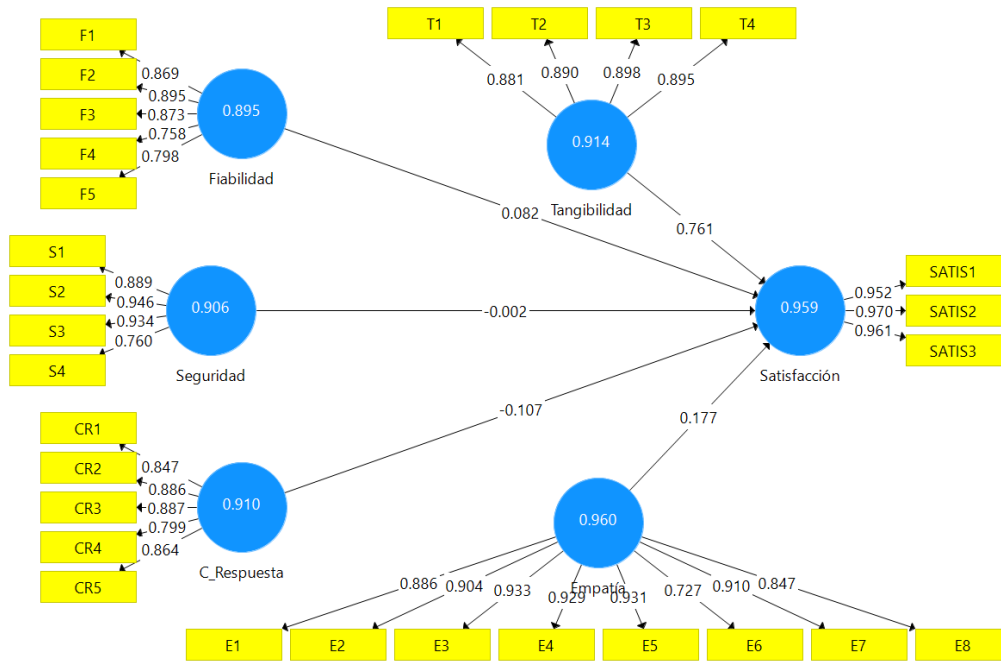 T1
T2
T3
T4
0.881
0.890
0.898
0.895
0.914
Tangibilidad
0.761
F1
F2
F3
F4
F5
0.869
0.895
0.873
0.758
0.798
0.895
Fiabilidad
0.082
S1
S2
S3
S4
0.889
0.946
0.934
0.760
0.906
Seguridad
-0.002
0.959
Satisfacción
0.952
0.970
0.961
SATIS1
SATIS2
SATIS3
CR1
CR2
CR3
CR4
CR5
0.847
0.886
0.887
0.799
0.864
0.910
C_Respuesta
-0.107
0.177
0.960
Empatía
0.886
0.904
0.933
0.929
0.931
0.727
0.910
0.847
E1
E2
E3
E4
E5
E6
E7
E8